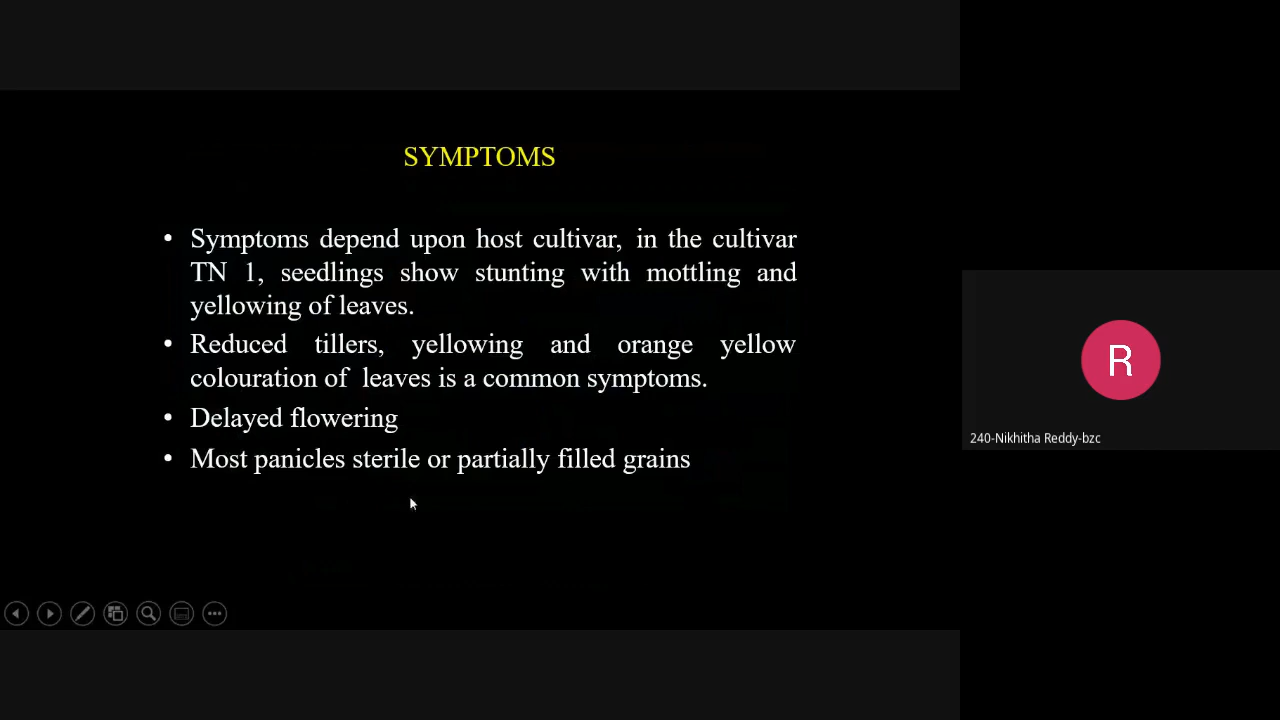 SYMPTOMS
• Symptoms depend upon host cultivar, in the cultivar
TN 1, seedlings show stunting with mottling and
yellowing of leaves.
• Reduced tillers, yellowing and orange yellow
colouration of leaves is a common symptoms.
• Delayed flowering
• Most panicles sterile or partially filled grains
R
240-Nikhitha Reddy-bzc